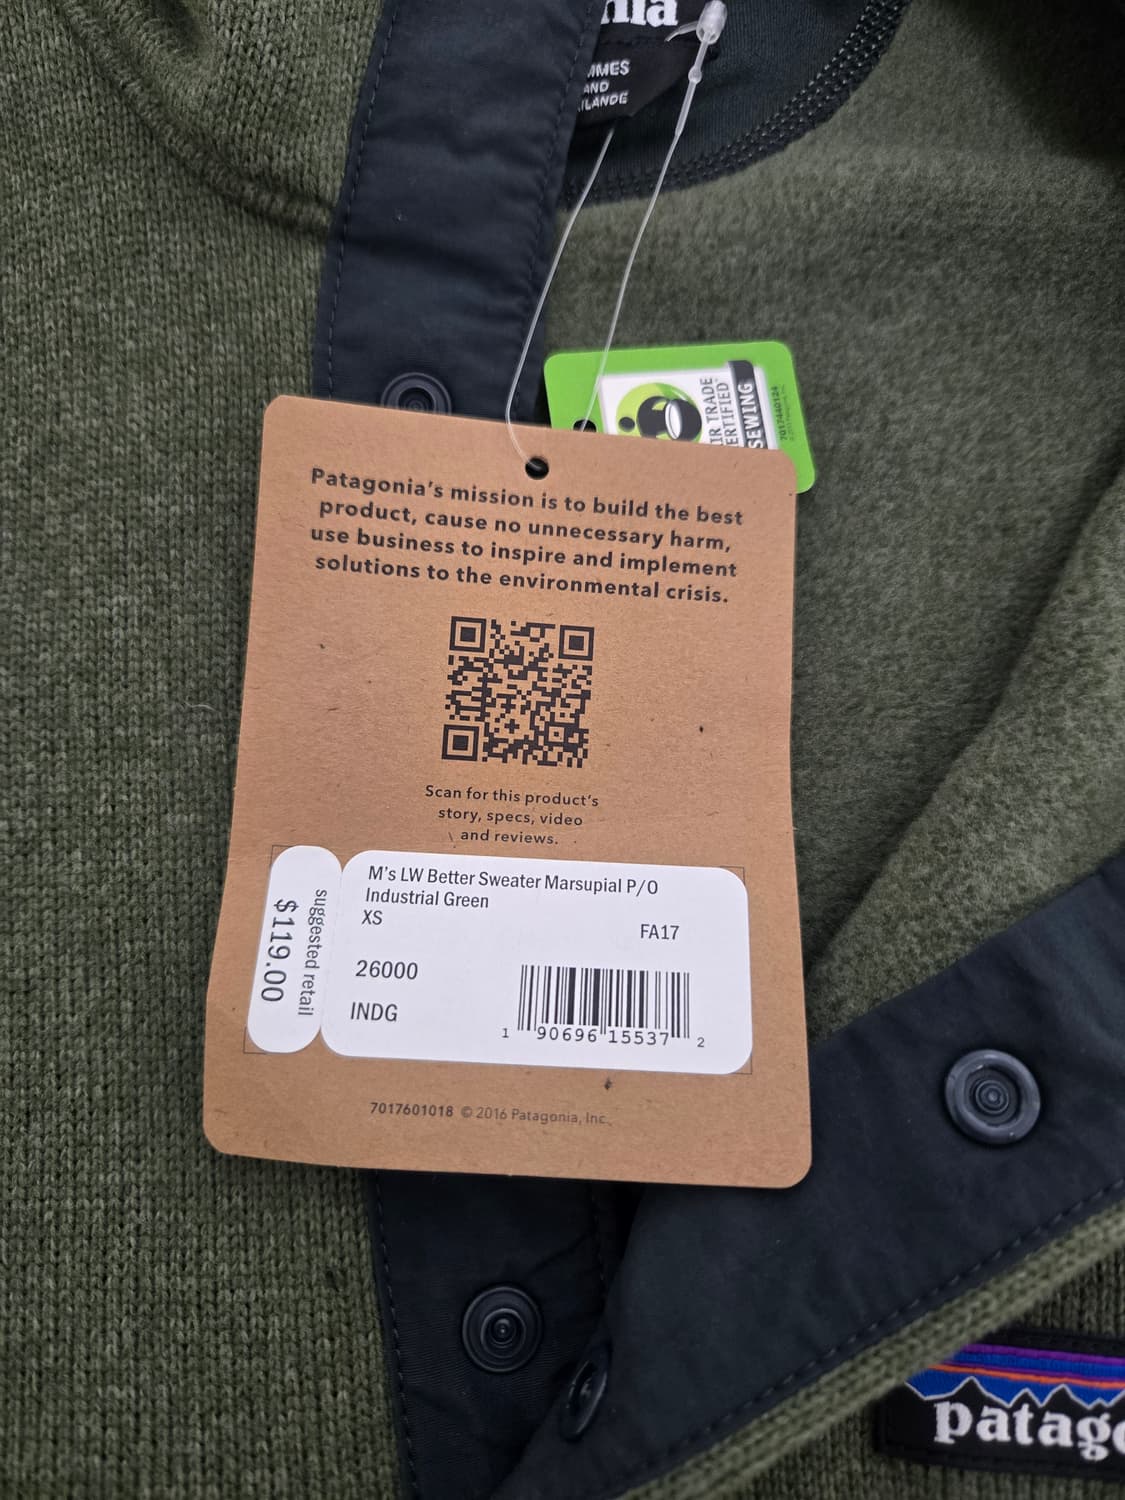 MMES
AND
ILANDE
IR TRADE
ERTIFIED
SEWING
7017440124
Patagonia's mission is to build the best
product, cause no unnecessary harm,
use business to inspire and implement
solutions to the environmental crisis.
Scan for this product's
story, specs, video
and reviews.
suggested retail
$119.00
M's LW Better Sweater Marsupial P/O
Industrial Green
XS
FA17
26000
INDG
1 90696 15537 2
7017601018 © 2016 Patagonia, Inc.
patago